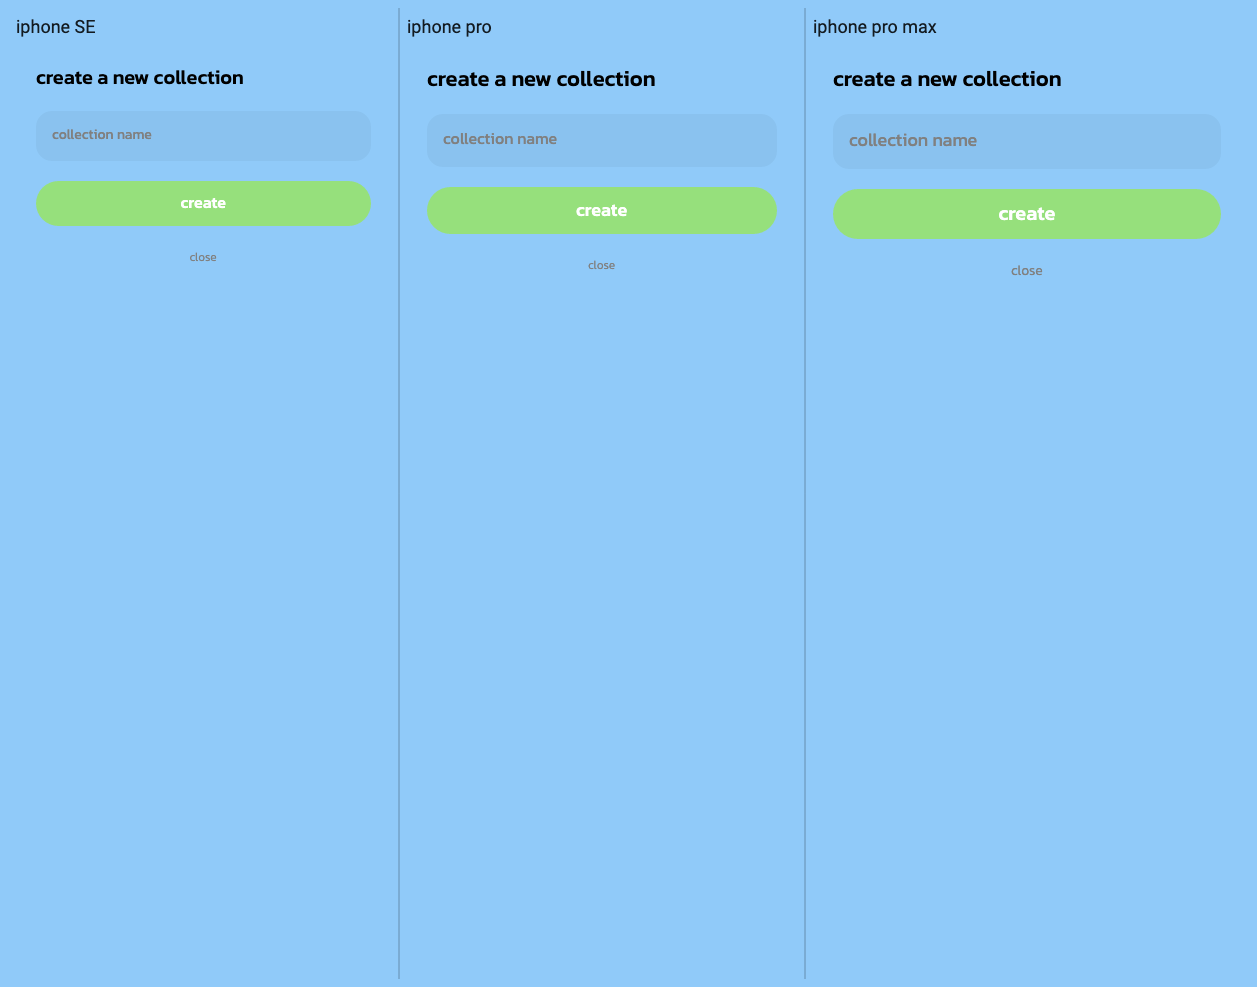 iphone SE
create a new collection
collection name
create
close
iphone pro
create a new collection
collection name
create
close
iphone pro max
create a new collection
collection name
create
close